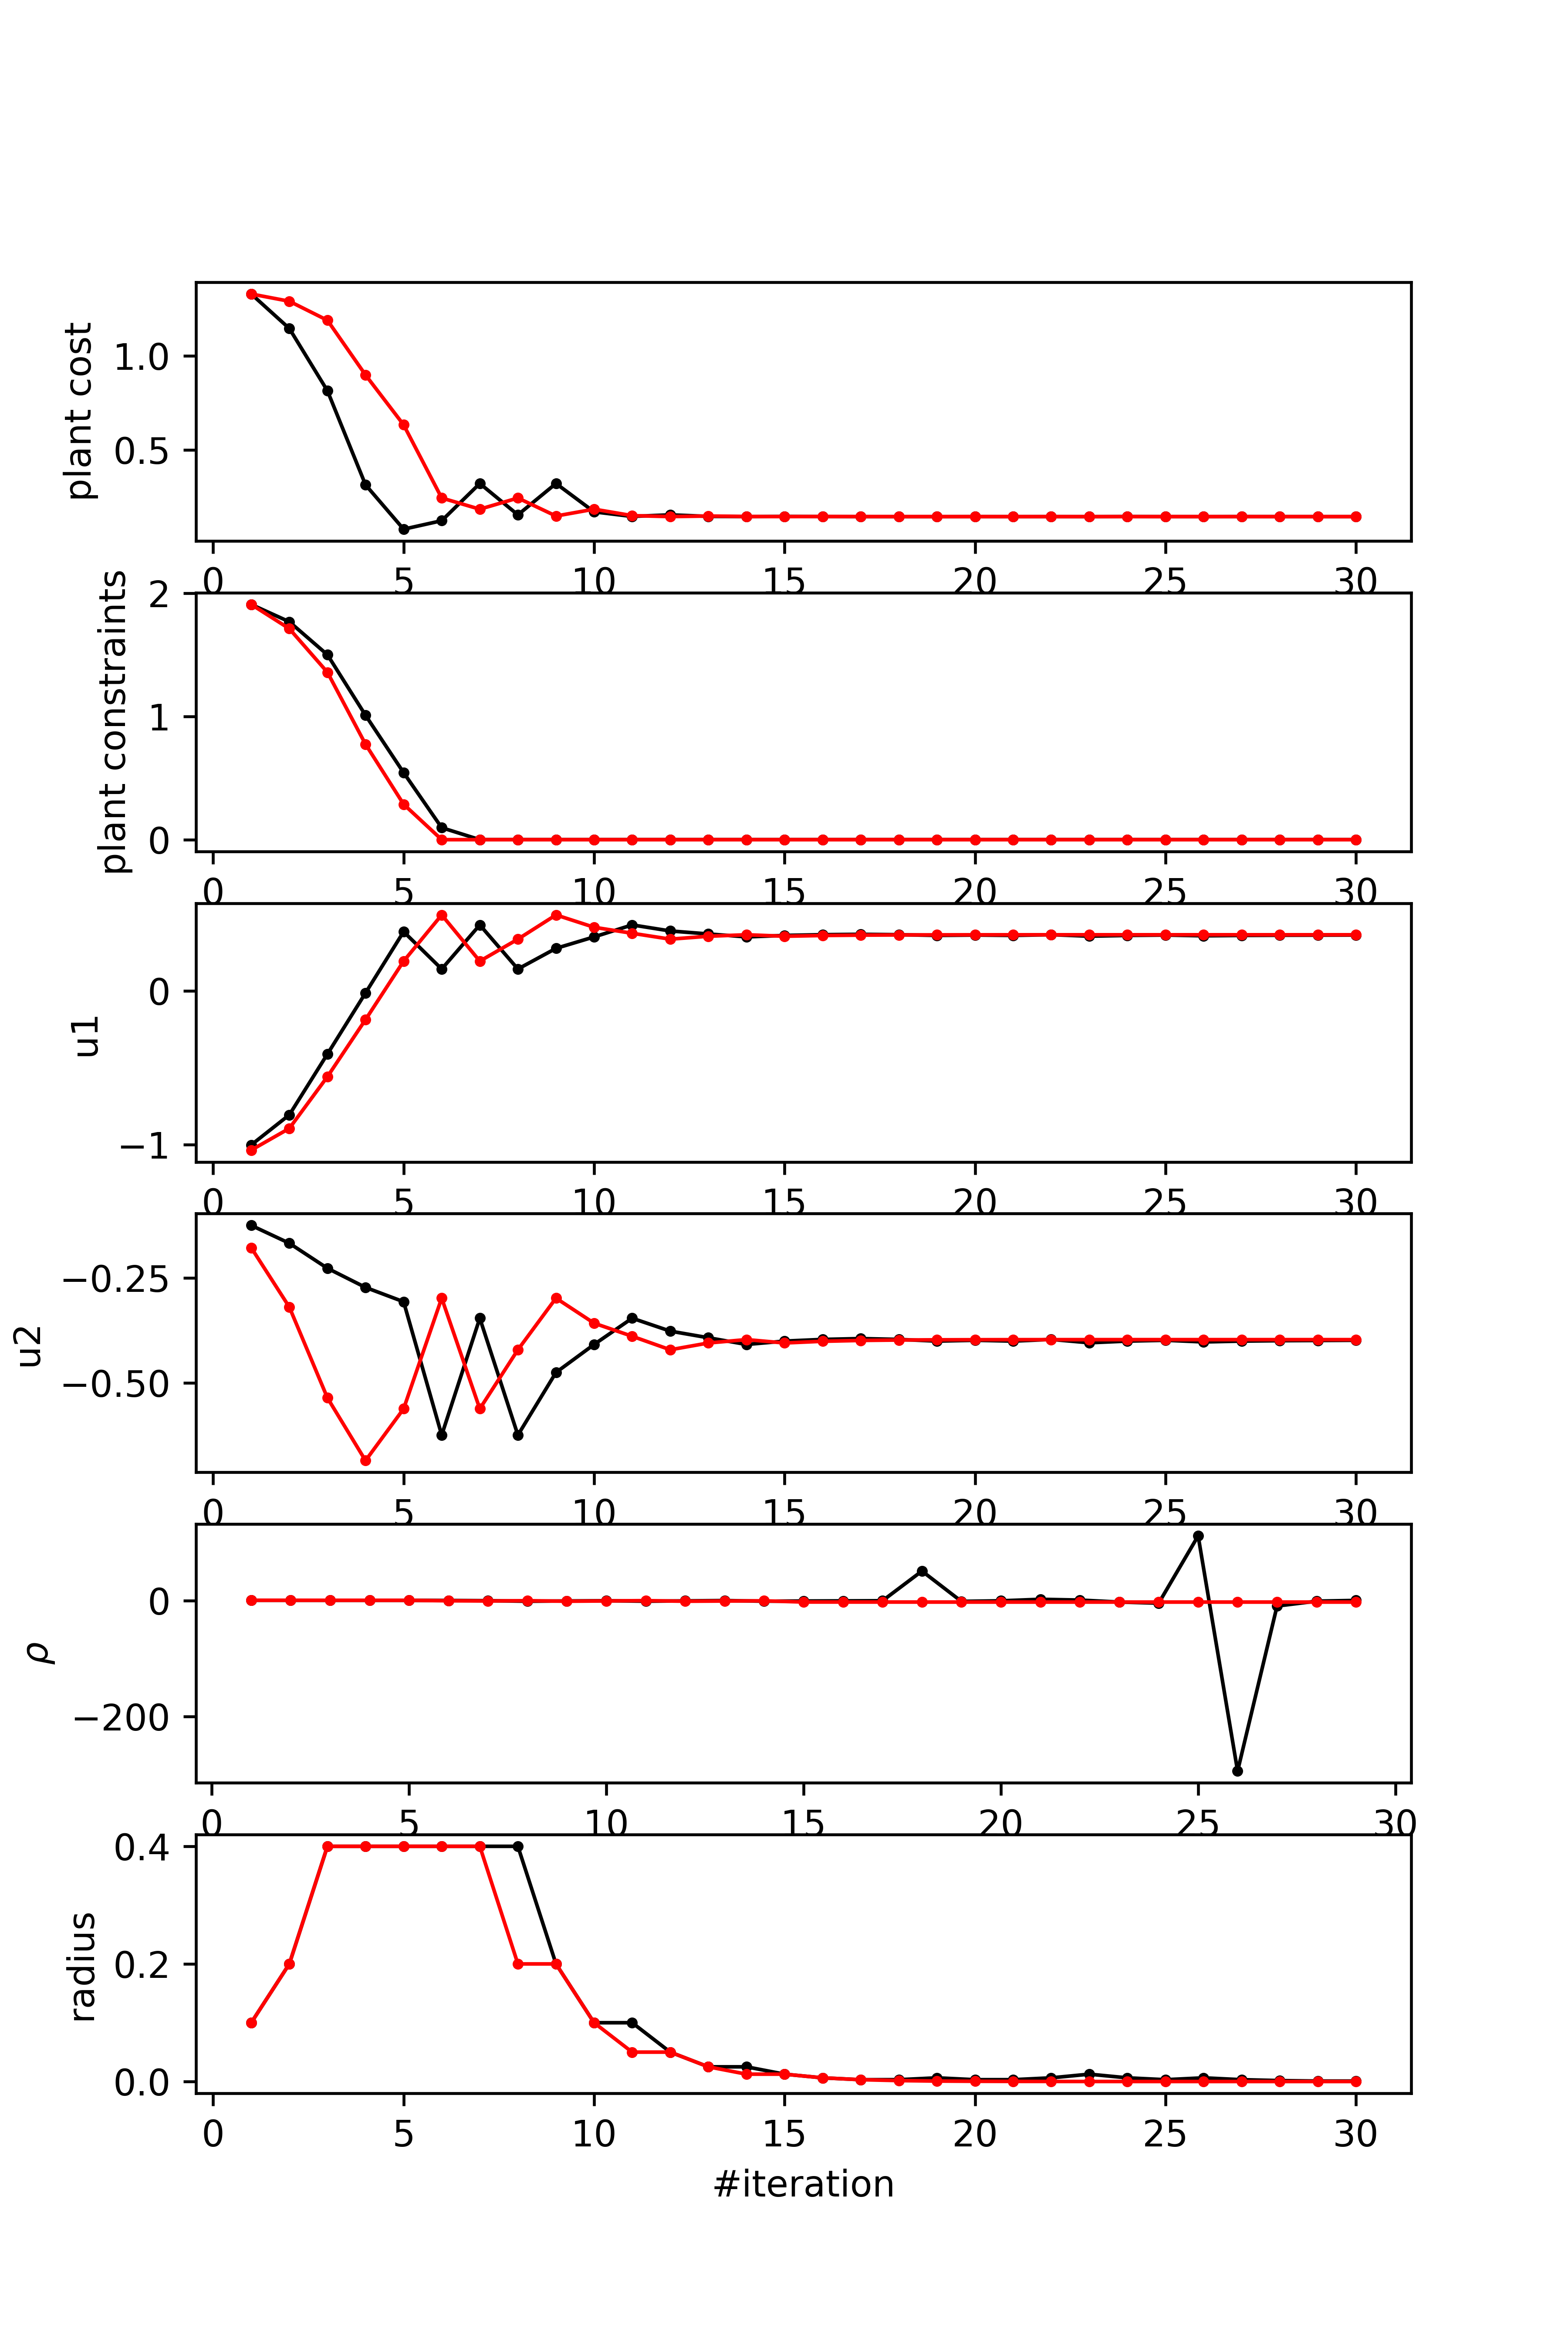 plant cost
1.0
0.5
0 5 10 15 20 25 30
plant constraints
2
1
0
0 5 10 15 20 25 30
u1
0
−1
0 5 10 15 20 25 30
u2
−0.25
−0.50
0 5 10 15 20 25 30
ρ
0
−200
0 5 10 15 20 25 30
radius
0.4
0.2
0.0
0 5 10 15 20 25 30
#iteration